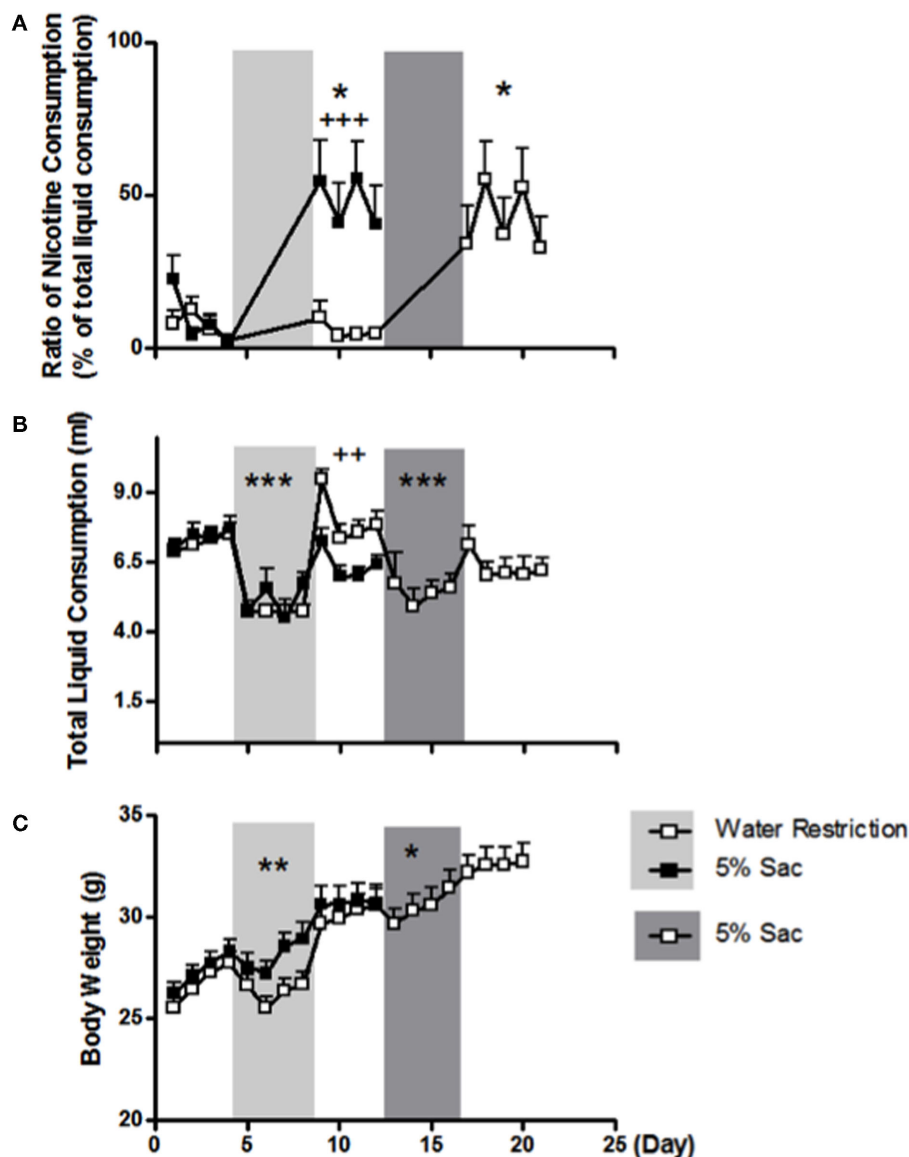 A
Ratio of Nicotine Consumption
(% of total liquid consumption)
100
50
0
*
+++
*
B
Total Liquid Consumption (ml)
9.0
6.5
4.0
1.5
***
++
***
C
Body Weight (g)
35
30
25
20
**
*
0
5
10
15
20
25
(Day)
Water Restriction
5% Sac
5% Sac